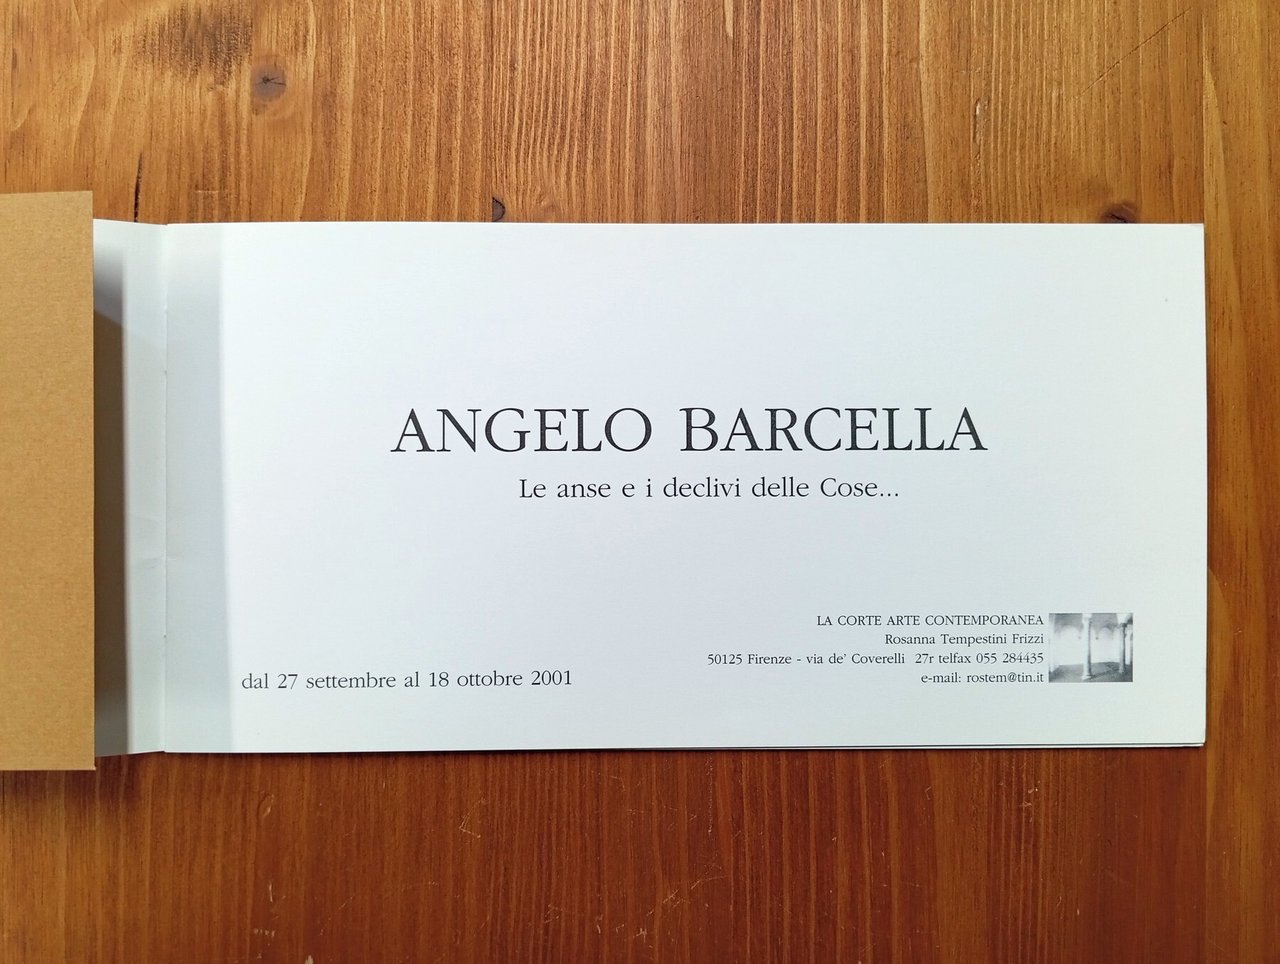 ANGELO BARCELLA
Le anse e i declivi delle Cose...
dal 27 settembre al 18 ottobre 2001
LA CORTE ARTE CONTEMPORANEA
Rosanna Tempestini Frizzi
50125 Firenze - via de' Coverelli 27r telfax 055 284435
e-mail: rostem@tin.it